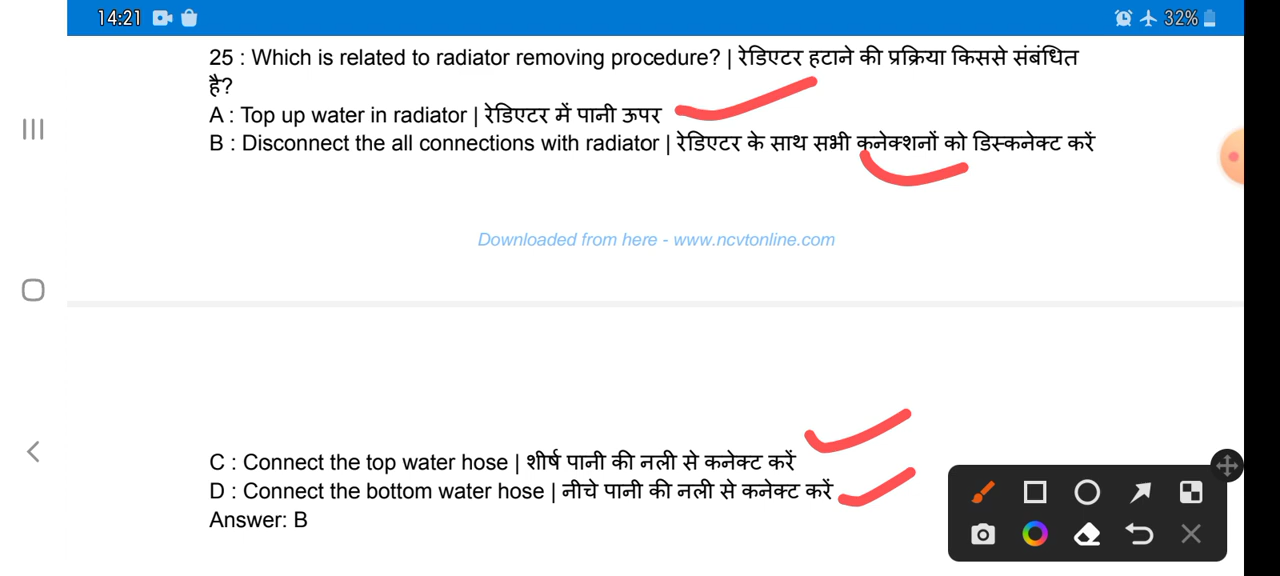 14:21
32%
25 : Which is related to radiator removing procedure? | रेडिएटर हटाने की प्रक्रिया किससे संबंधित
है?
A : Top up water in radiator | रेडिएटर में पानी ऊपर
B : Disconnect the all connections with radiator | रेडिएटर के साथ सभी कनेक्शनों को डिस्कनेक्ट करें
Downloaded from here - www.ncvtonline.com
C : Connect the top water hose | शीर्ष पानी की नली से कनेक्ट करें
D : Connect the bottom water hose | नीचे पानी की नली से कनेक्ट करें
Answer: B